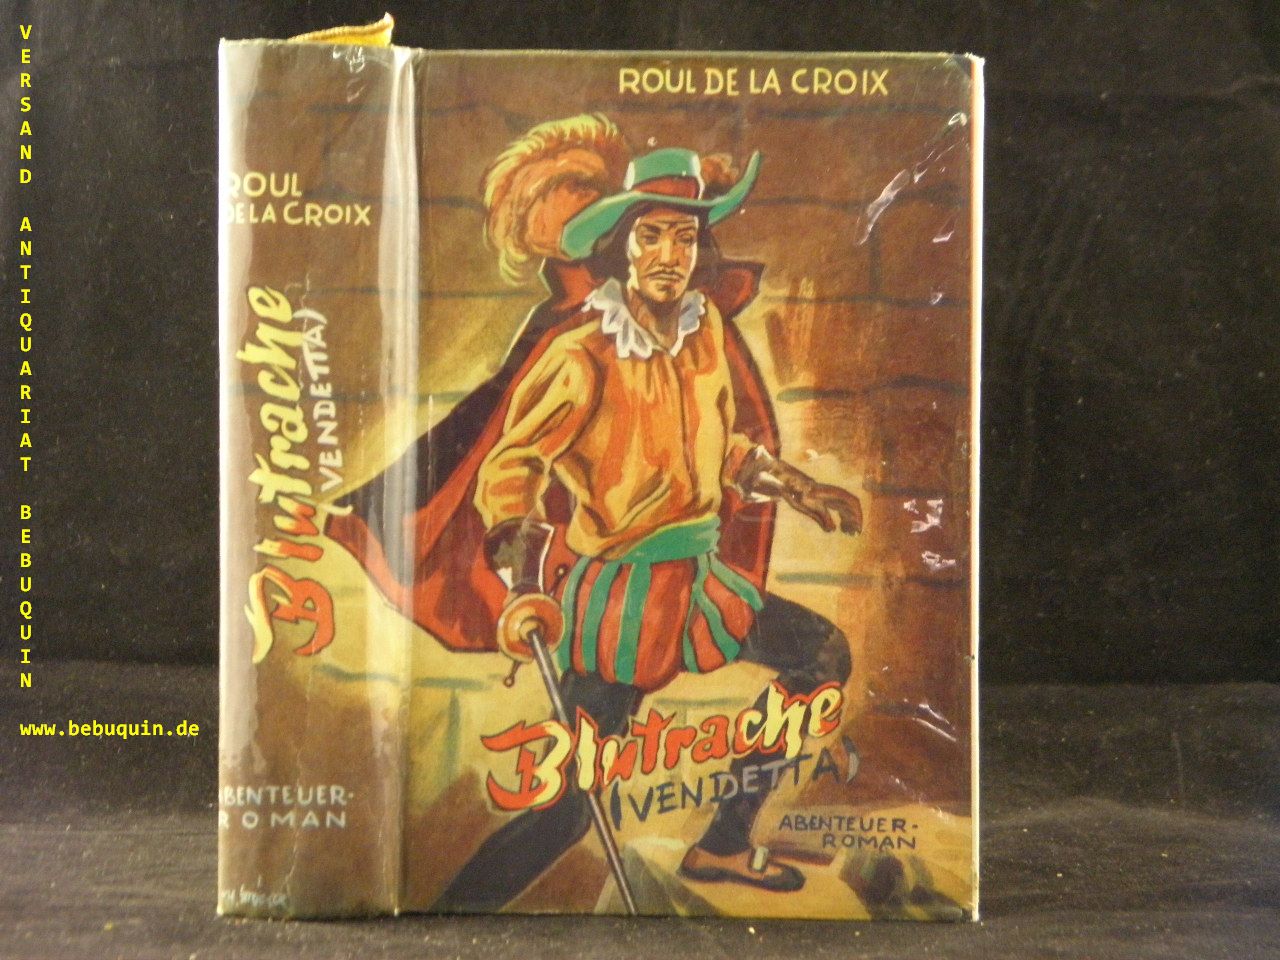 VERSAND ANTIQUARIAT BEBUQUIN
www.bebuquin.de
ROUL
DE LA CROIX
Blutrache
(VENDETTA)
ABENTEUER-
ROMAN
ROUL DE LA CROIX
Blutrache
(VENDETTA)
ABENTEUER-
ROMAN